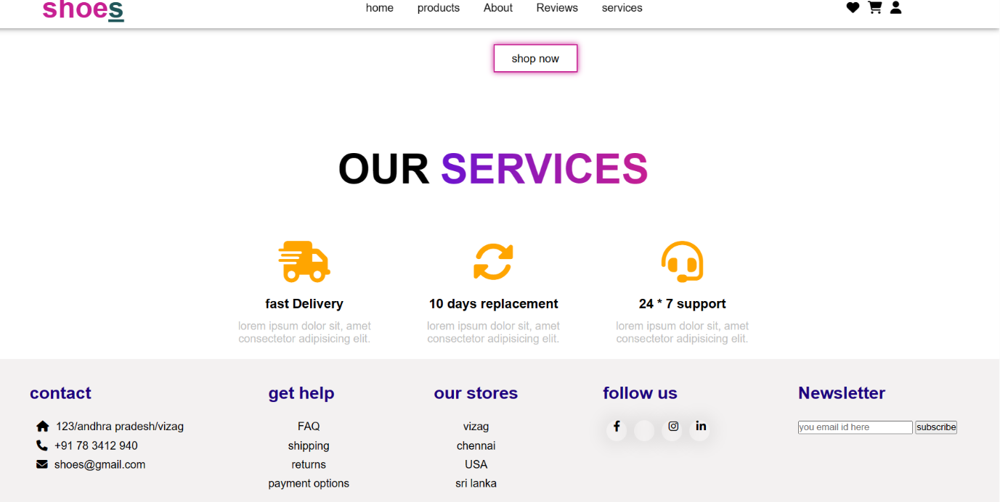 shoes
home products About Reviews services
shop now
OUR SERVICES
fast Delivery
lorem ipsum dolor sit, amet
consectetor adipisicing elit.
10 days replacement
lorem ipsum dolor sit, amet
consectetor adipisicing elit.
24 * 7 support
lorem ipsum dolor sit, amet
consectetor adipisicing elit.
contact
123/andhra pradesh/vizag
+91 78 3412 940
shoes@gmail.com
get help
FAQ
shipping
returns
payment options
our stores
vizag
chennai
USA
sri lanka
follow us
Newsletter
you email id here subscribe